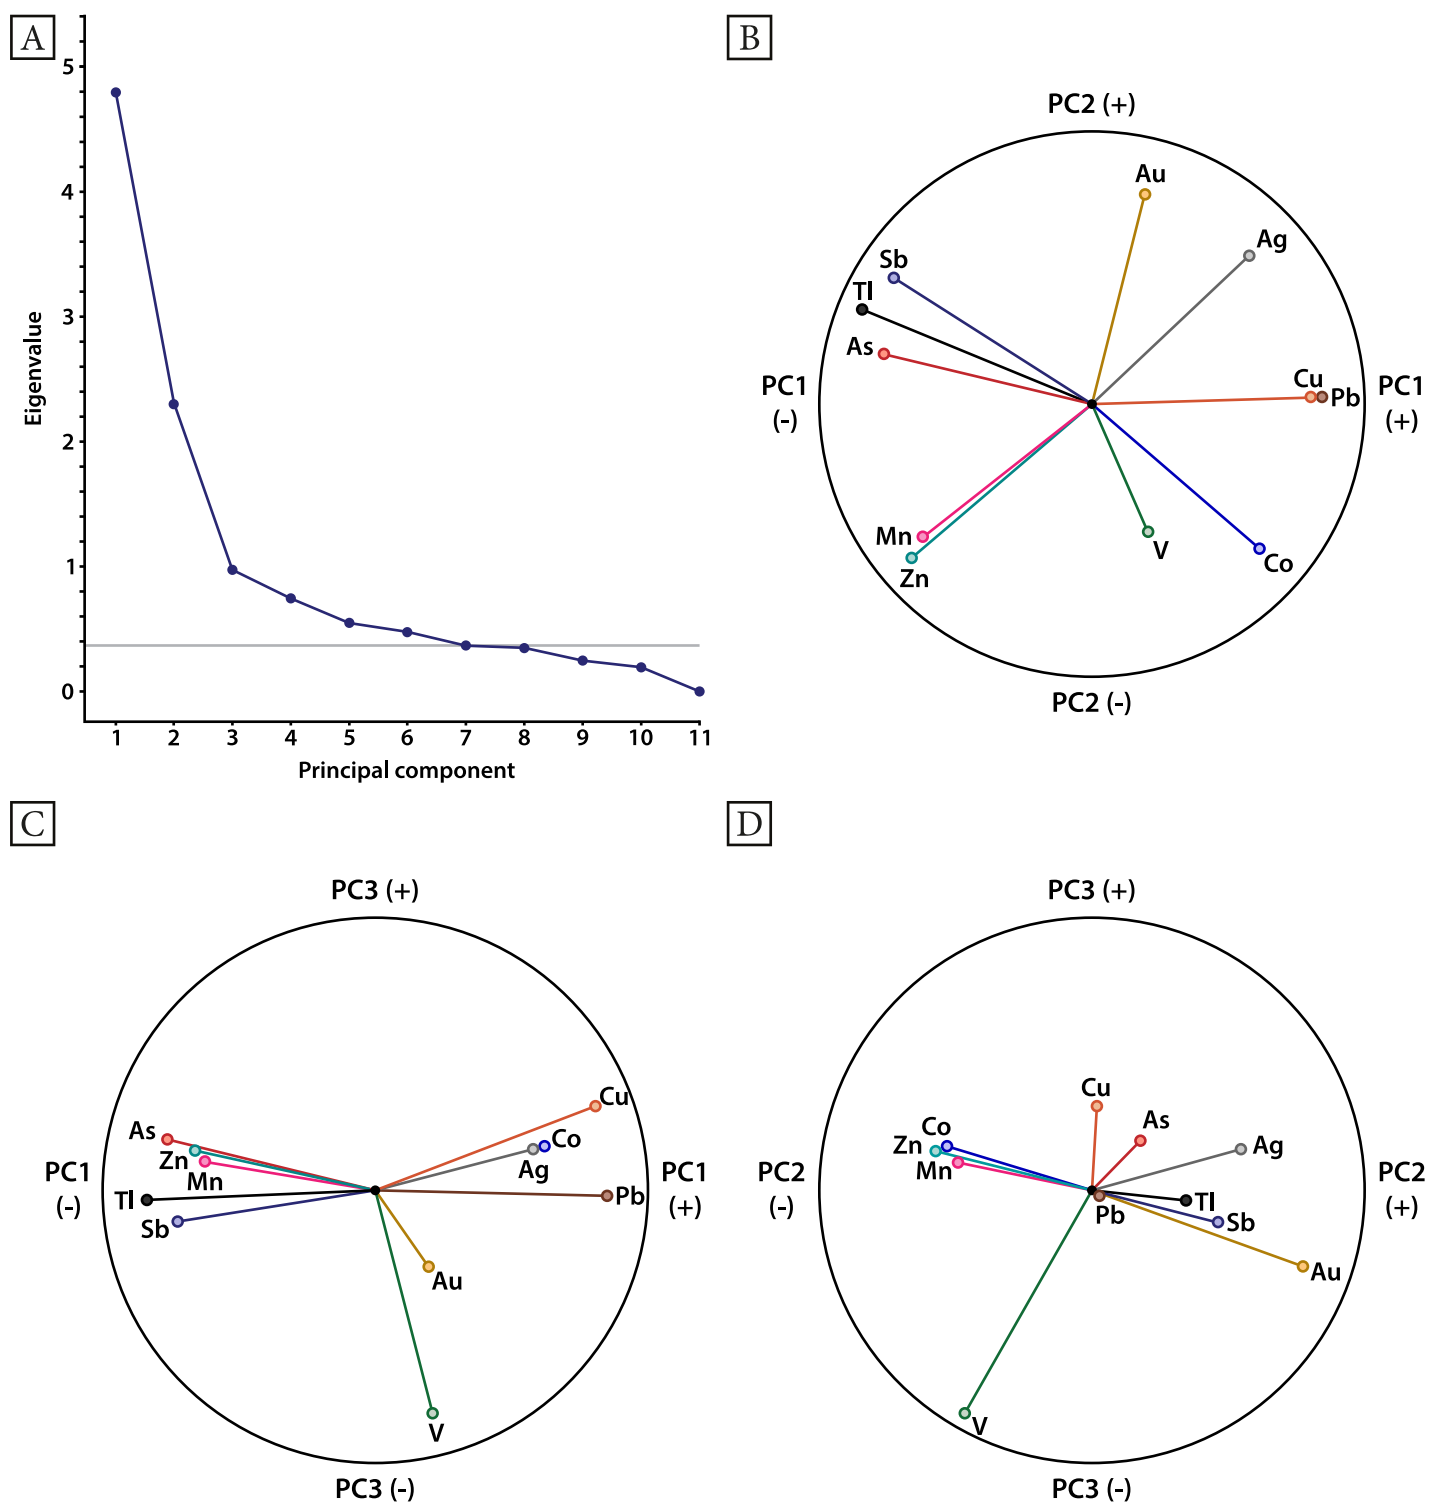 A
5
4
3
2
1
0
Eigenvalue
1 2 3 4 5 6 7 8 9 10 11
Principal component
B
PC2 (+)
Au
Ag
Sb
Tl
As
Cu
Pb
PC1
(-)
PC1
(+)
Mn
Zn
V
Co
PC2 (-)
C
PC3 (+)
Cu
As
Zn
Mn
Co
Ag
PC1
(-)
Tl
Sb
Pb
PC1
(+)
Au
V
PC3 (-)
D
PC3 (+)
Cu
As
Co
Zn
Mn
Ag
PC2
(-)
PC2
(+)
Pb
Tl
Sb
Au
V
PC3 (-)